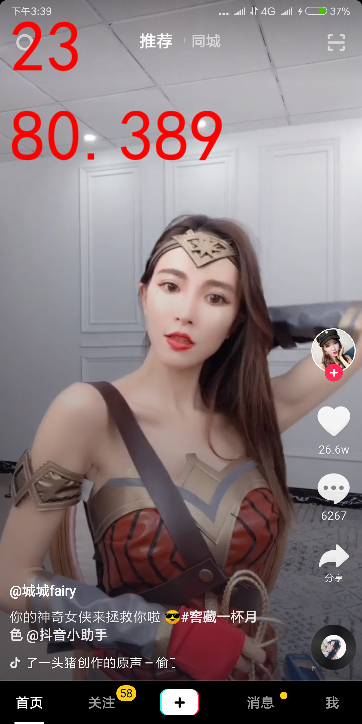 下午3:39
... 4G 37%
23
推荐 同城
80.389
26.6w
6267
分享
@城城fairy
你的神奇女侠来拯救你啦 😎#窖藏一杯月
色 @抖音小助手
了一头猪创作的原声 - 偷
首页 关注 58 消息 我